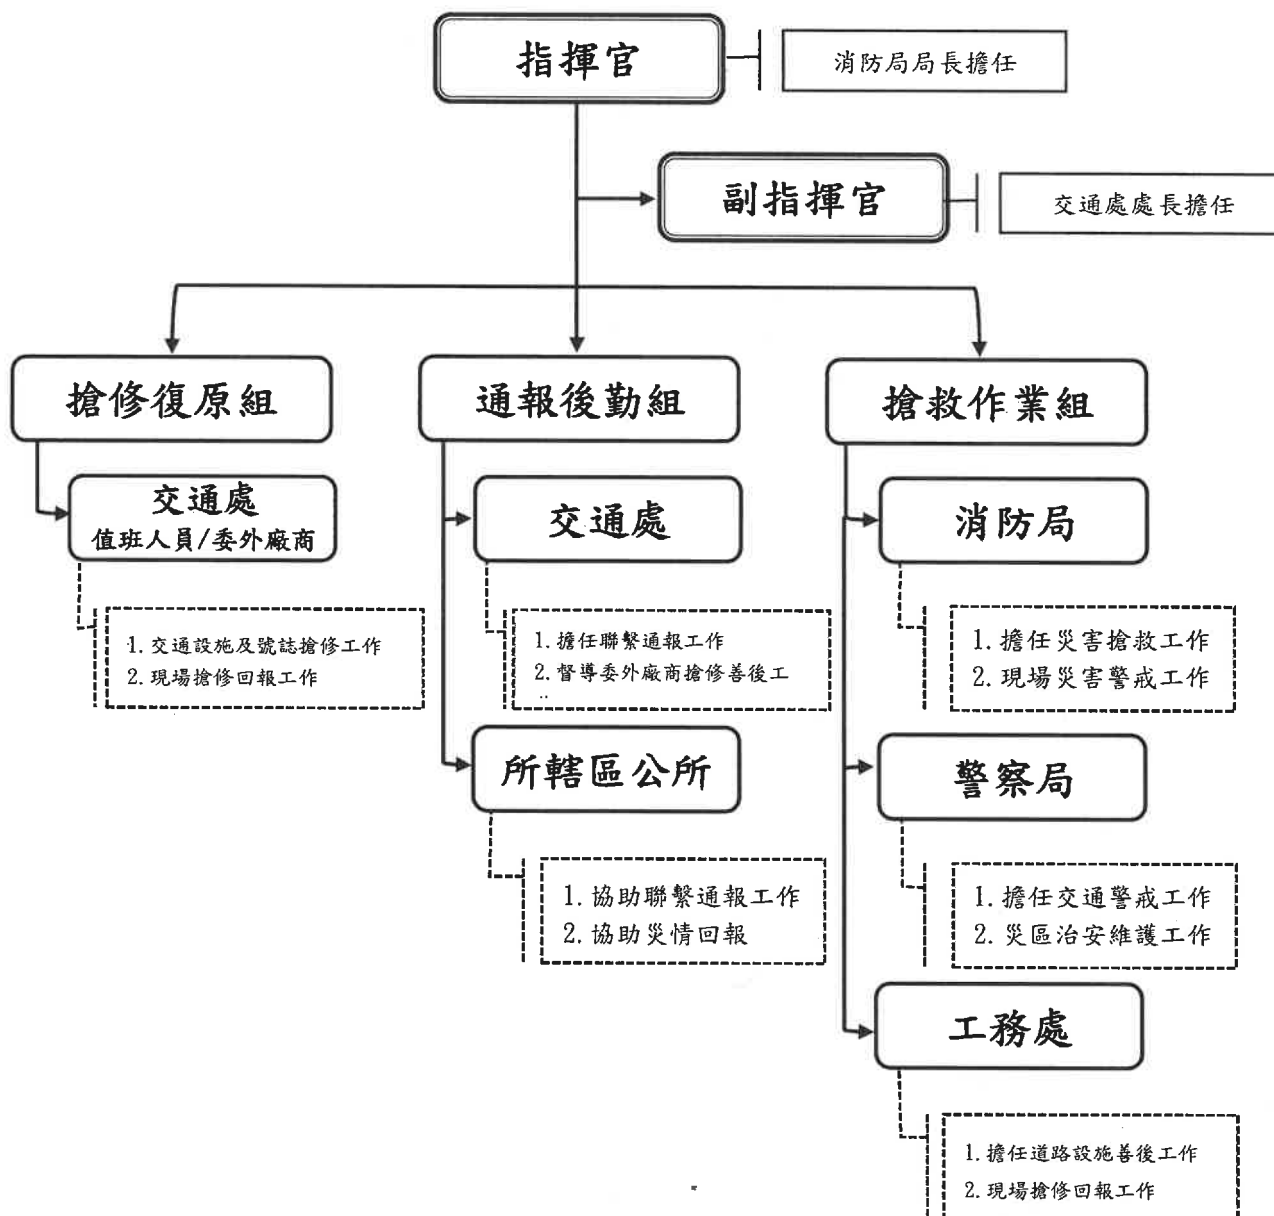 指揮官
消防局局長擔任
副指揮官
交通處處長擔任
搶修復原組
交通處
值班人員/委外廠商
1. 交通設施及號誌搶修工作
2. 現場搶修回報工作
通報後勤組
交通處
1. 擔任聯繫通報工作
2. 督導委外廠商搶修善後工
所轄區公所
1. 協助聯繫通報工作
2. 協助災情回報
搶救作業組
消防局
1. 擔任災害搶救工作
2. 現場災害警戒工作
警察局
1. 擔任交通警戒工作
2. 災區治安維護工作
工務處
1. 擔任道路設施善後工作
2. 現場搶修回報工作